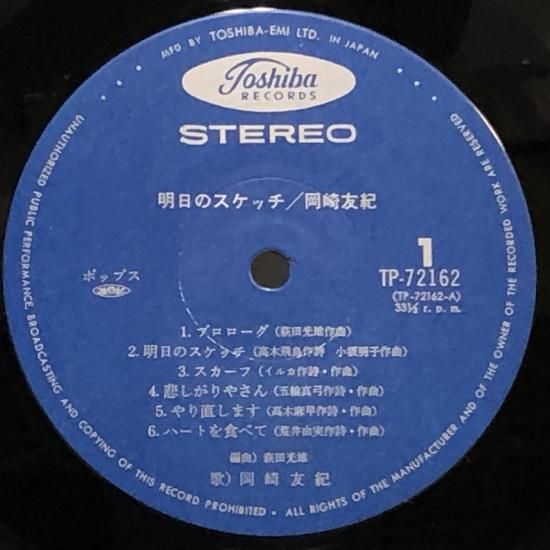 MFD BY TOSHIBA-EMI LTD. IN JAPAN
Toshiba
RECORDS
STEREO
明日のスケッチ/岡崎友紀
1
TP-72162
(TP-72162-A)
33⅓ r.p.m.
ポップス
1. プロローグ (萩田光雄作曲)
2. 明日のスケッチ (高木飛鳥作詩 小坂明子作曲)
3. スカーフ (イルカ作詩・作曲)
4. 悲しがりやさん (五輪真弓作詩・作曲)
5. やり直します (高木麻早作詩・作曲)
6. ハートを食べて (荒井由実作詩・作曲)
編曲) 萩田光雄
歌) 岡崎友紀
UNAUTHORIZED PUBLIC PERFORMANCE, BROADCASTING AND COPYING OF THIS RECORD PROHIBITED • ALL RIGHTS OF THE MANUFACTURER AND OF THE OWNER OF THE RECORDED WORK ARE RESERVED